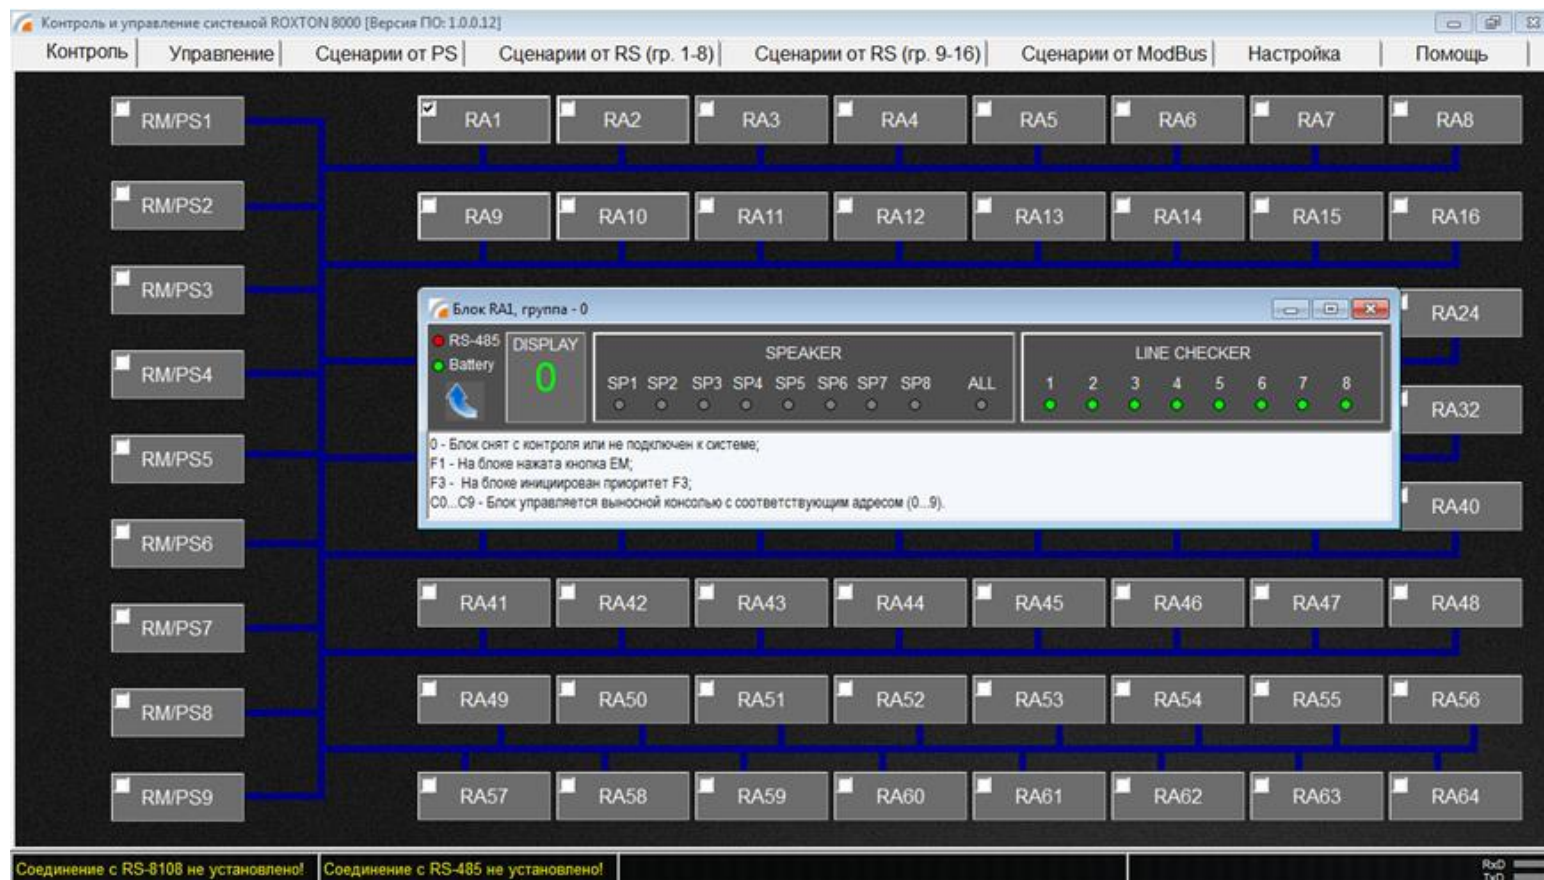 Контроль и управление системой ROXTON 8000 [Версия ПО: 1.0.0.12]
Контроль Управление Сценарии от PS Сценарии от RS (гр. 1-8) Сценарии от RS (гр. 9-16) Сценарии от ModBus Настройка Помощь
RM/PS1 RA1 RA2 RA3 RA4 RA5 RA6 RA7 RA8
RM/PS2 RA9 RA10 RA11 RA12 RA13 RA14 RA15 RA16
RM/PS3 RA24
Блок RA1, группа - 0
RS-485 DISPLAY SPEAKER LINE CHECKER
Battery 0 SP1 SP2 SP3 SP4 SP5 SP6 SP7 SP8 ALL 1 2 3 4 5 6 7 8
RM/PS4 RA32
0 - Блок снят с контроля или не подключен к системе;
F1 - На блоке нажата кнопка EM;
F3 - На блоке инициирован приоритет F3;
C0...C9 - Блок управляется выносной консолью с соответствующим адресом (0...9).
RM/PS5 RA40
RM/PS6
RM/PS7 RA41 RA42 RA43 RA44 RA45 RA46 RA47 RA48
RM/PS8 RA49 RA50 RA51 RA52 RA53 RA54 RA55 RA56
RM/PS9 RA57 RA58 RA59 RA60 RA61 RA62 RA63 RA64
Соединение с RS-8108 не установлено! Соединение с RS-485 не установлено! RxD
TxD